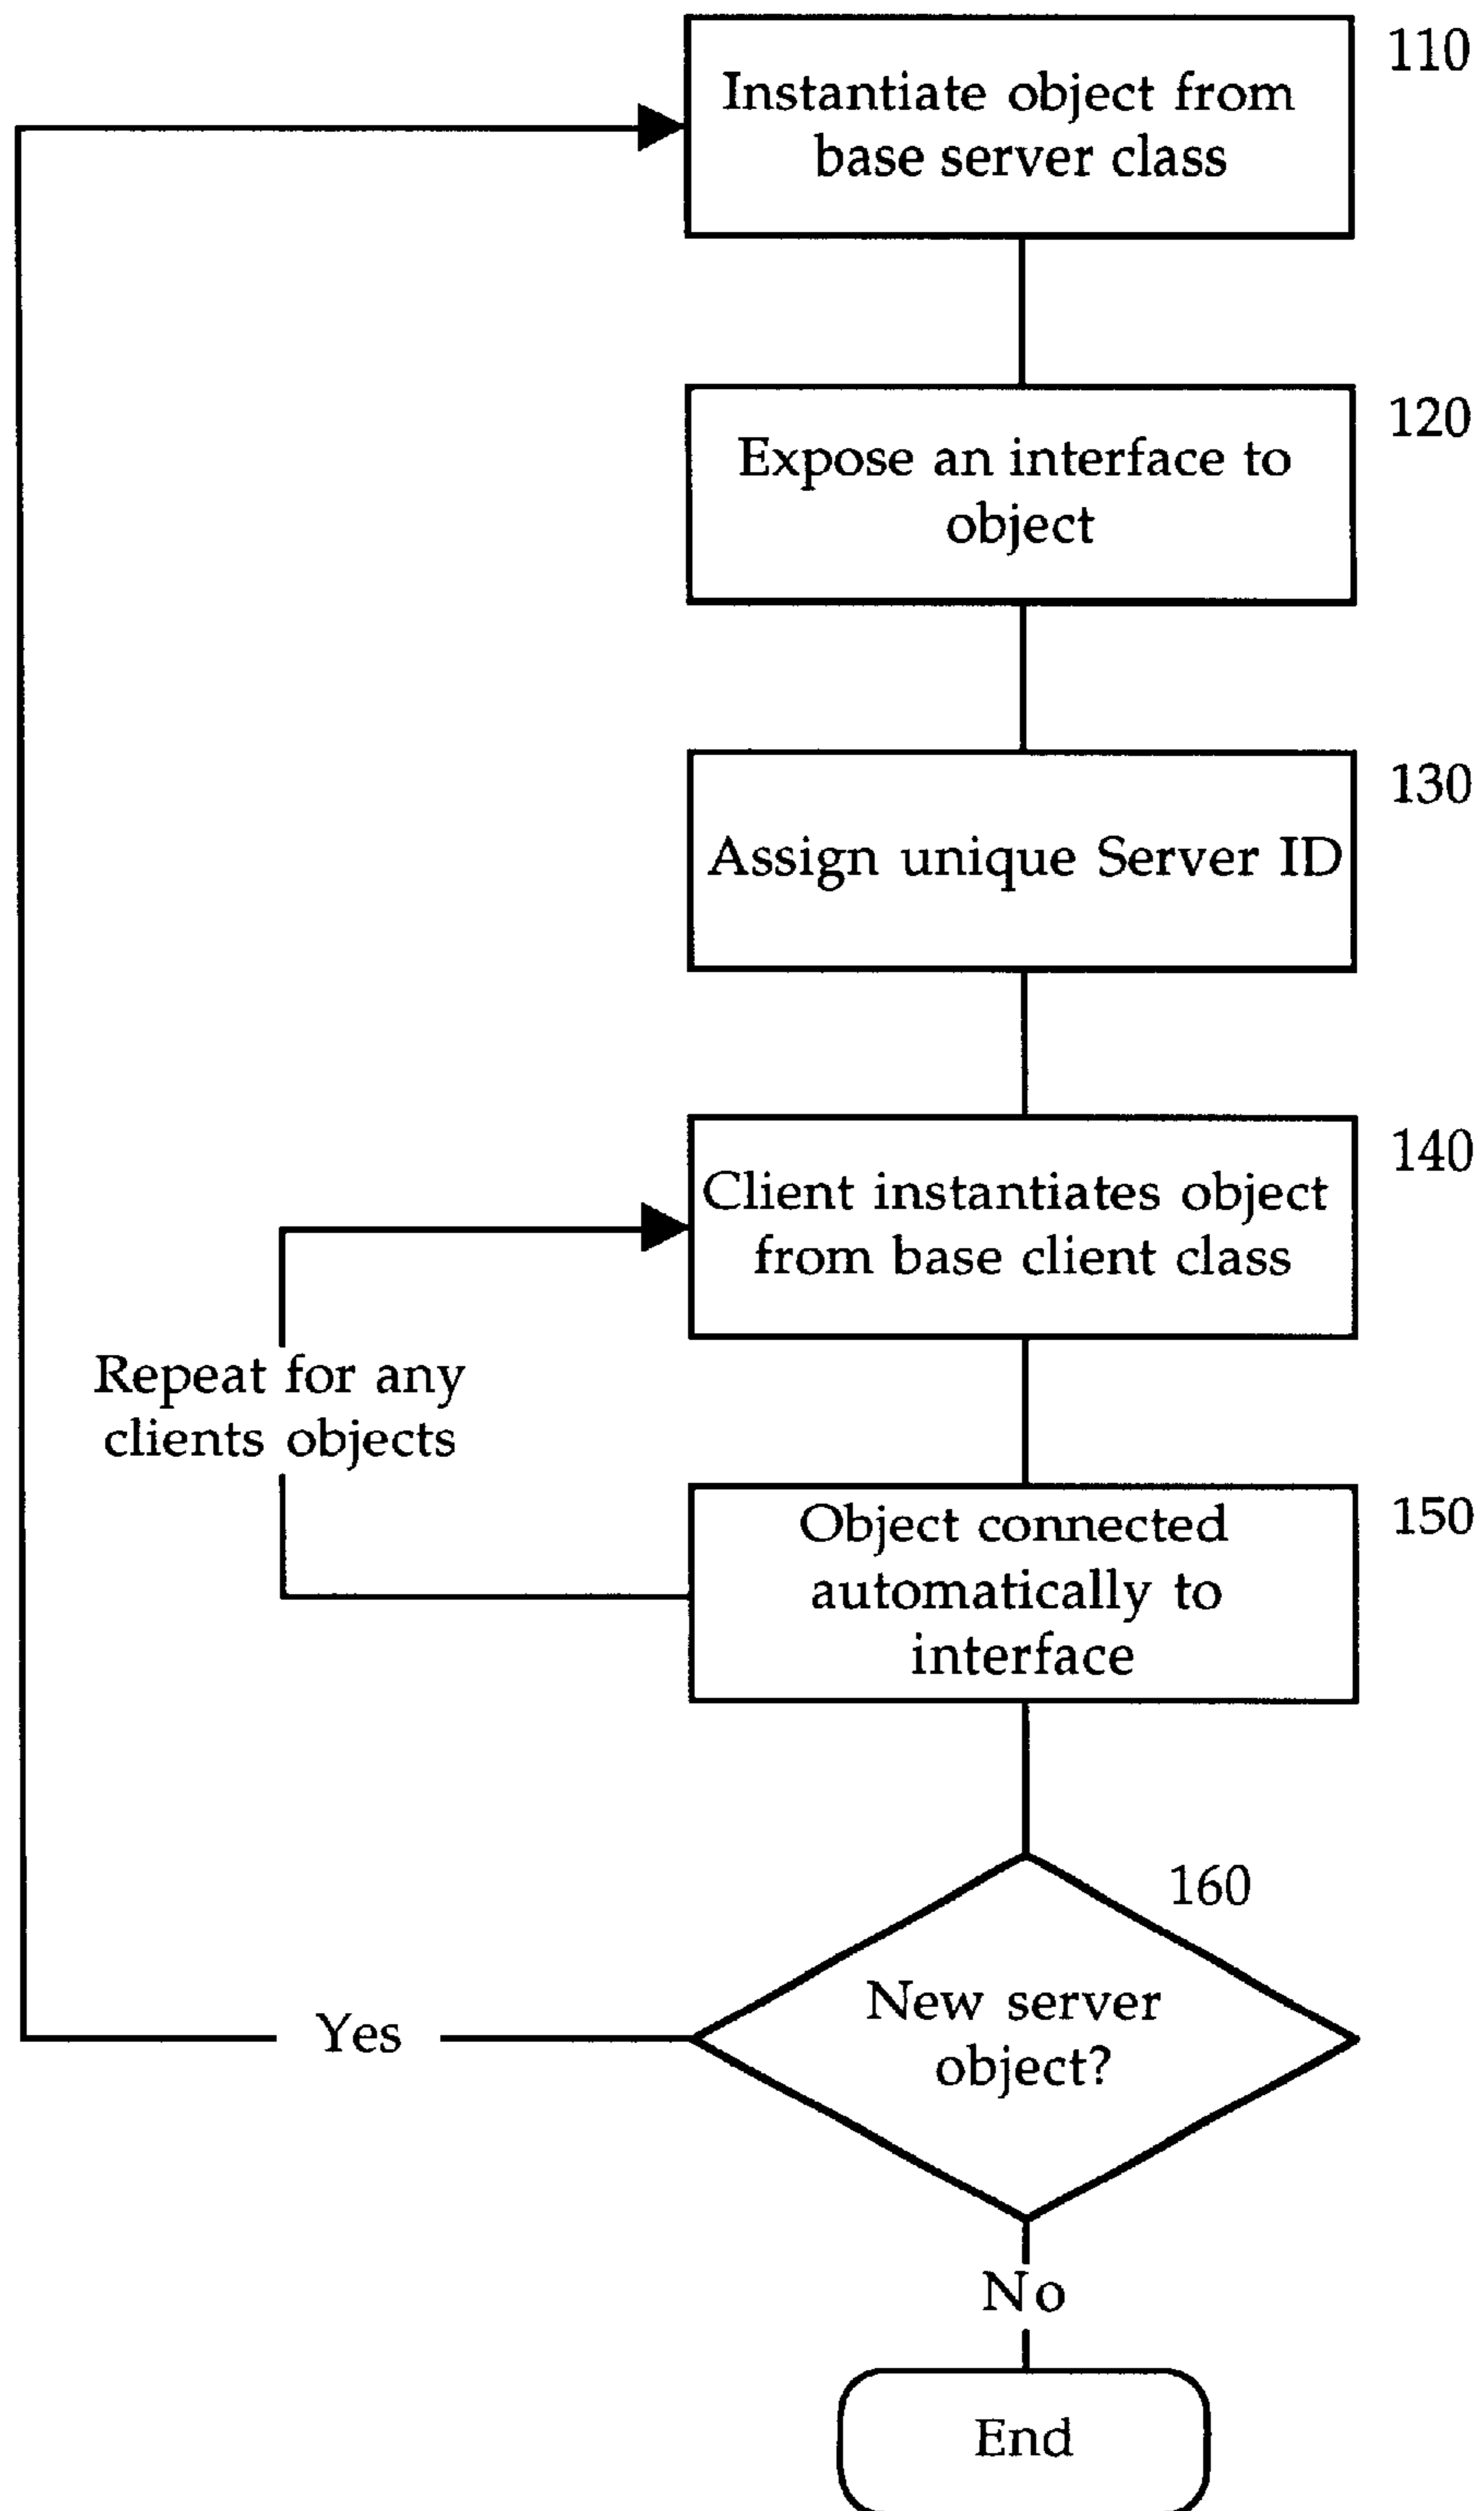 110
Instantiate object from
base server class
120
Expose an interface to
object
130
Assign unique Server ID
140
Client instantiates object
from base client class
Repeat for any
clients objects
150
Object connected
automatically to
interface
160
New server
object?
Yes
No
End